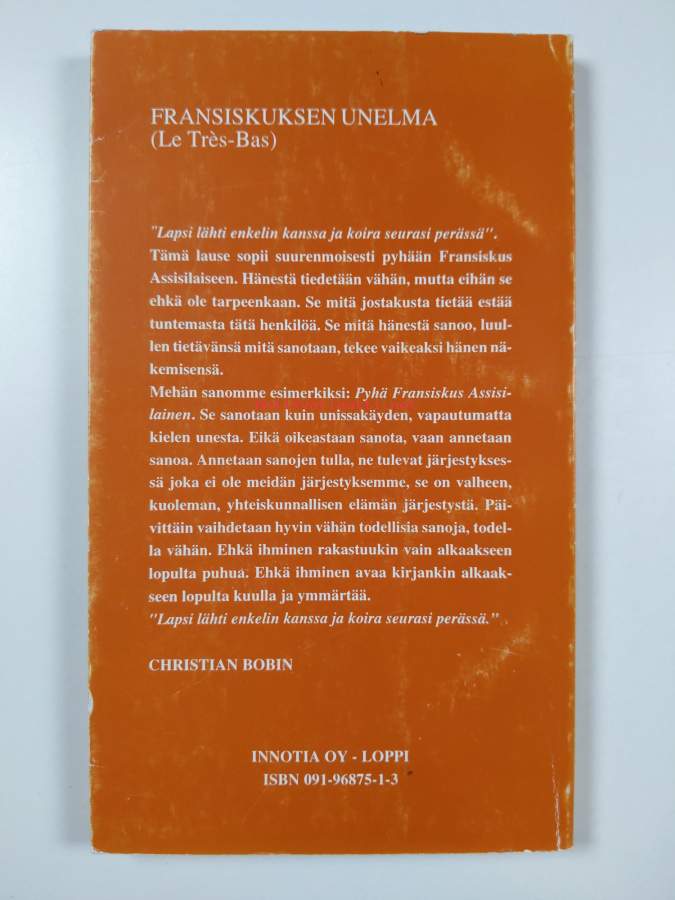 FRANSISKUKSEN UNELMA
(Le Très-Bas)
"Lapsi lähti enkelin kanssa ja koira seurasi perässä".
Tämä lause sopii suurenmoisesti pyhään Fransiskus
Assisilaiseen. Hänestä tiedetään vähän, mutta eihän se
ehkä ole tarpeenkaan. Se mitä jostakusta tietää estää
tuntemasta tätä henkilöä. Se mitä hänestä sanoo, luul-
len tietävänsä mitä sanotaan, tekee vaikeaksi hänen nä-
kemisensä.
Mehän sanomme esimerkiksi: Pyhä Fransiskus Assisi-
lainen. Se sanotaan kuin unissakäyden, vapautumatta
kielen unesta. Eikä oikeastaan sanota, vaan annetaan
sanoa. Annetaan sanojen tulla, ne tulevat järjestykses-
sä joka ei ole meidän järjestyksemme, se on valheen,
kuoleman, yhteiskunnallisen elämän järjestystä. Päi-
vittäin vaihdetaan hyvin vähän todellisia sanoja, todel-
la vähän. Ehkä ihminen rakastuukin vain alkaakseen
lopulta puhua. Ehkä ihminen avaa kirjankin alkaak-
seen lopulta kuulla ja ymmärtää.
"Lapsi lähti enkelin kanssa ja koira seurasi perässä."
CHRISTIAN BOBIN
INNOTIA OY - LOPPI
ISBN 091-96875-1-3